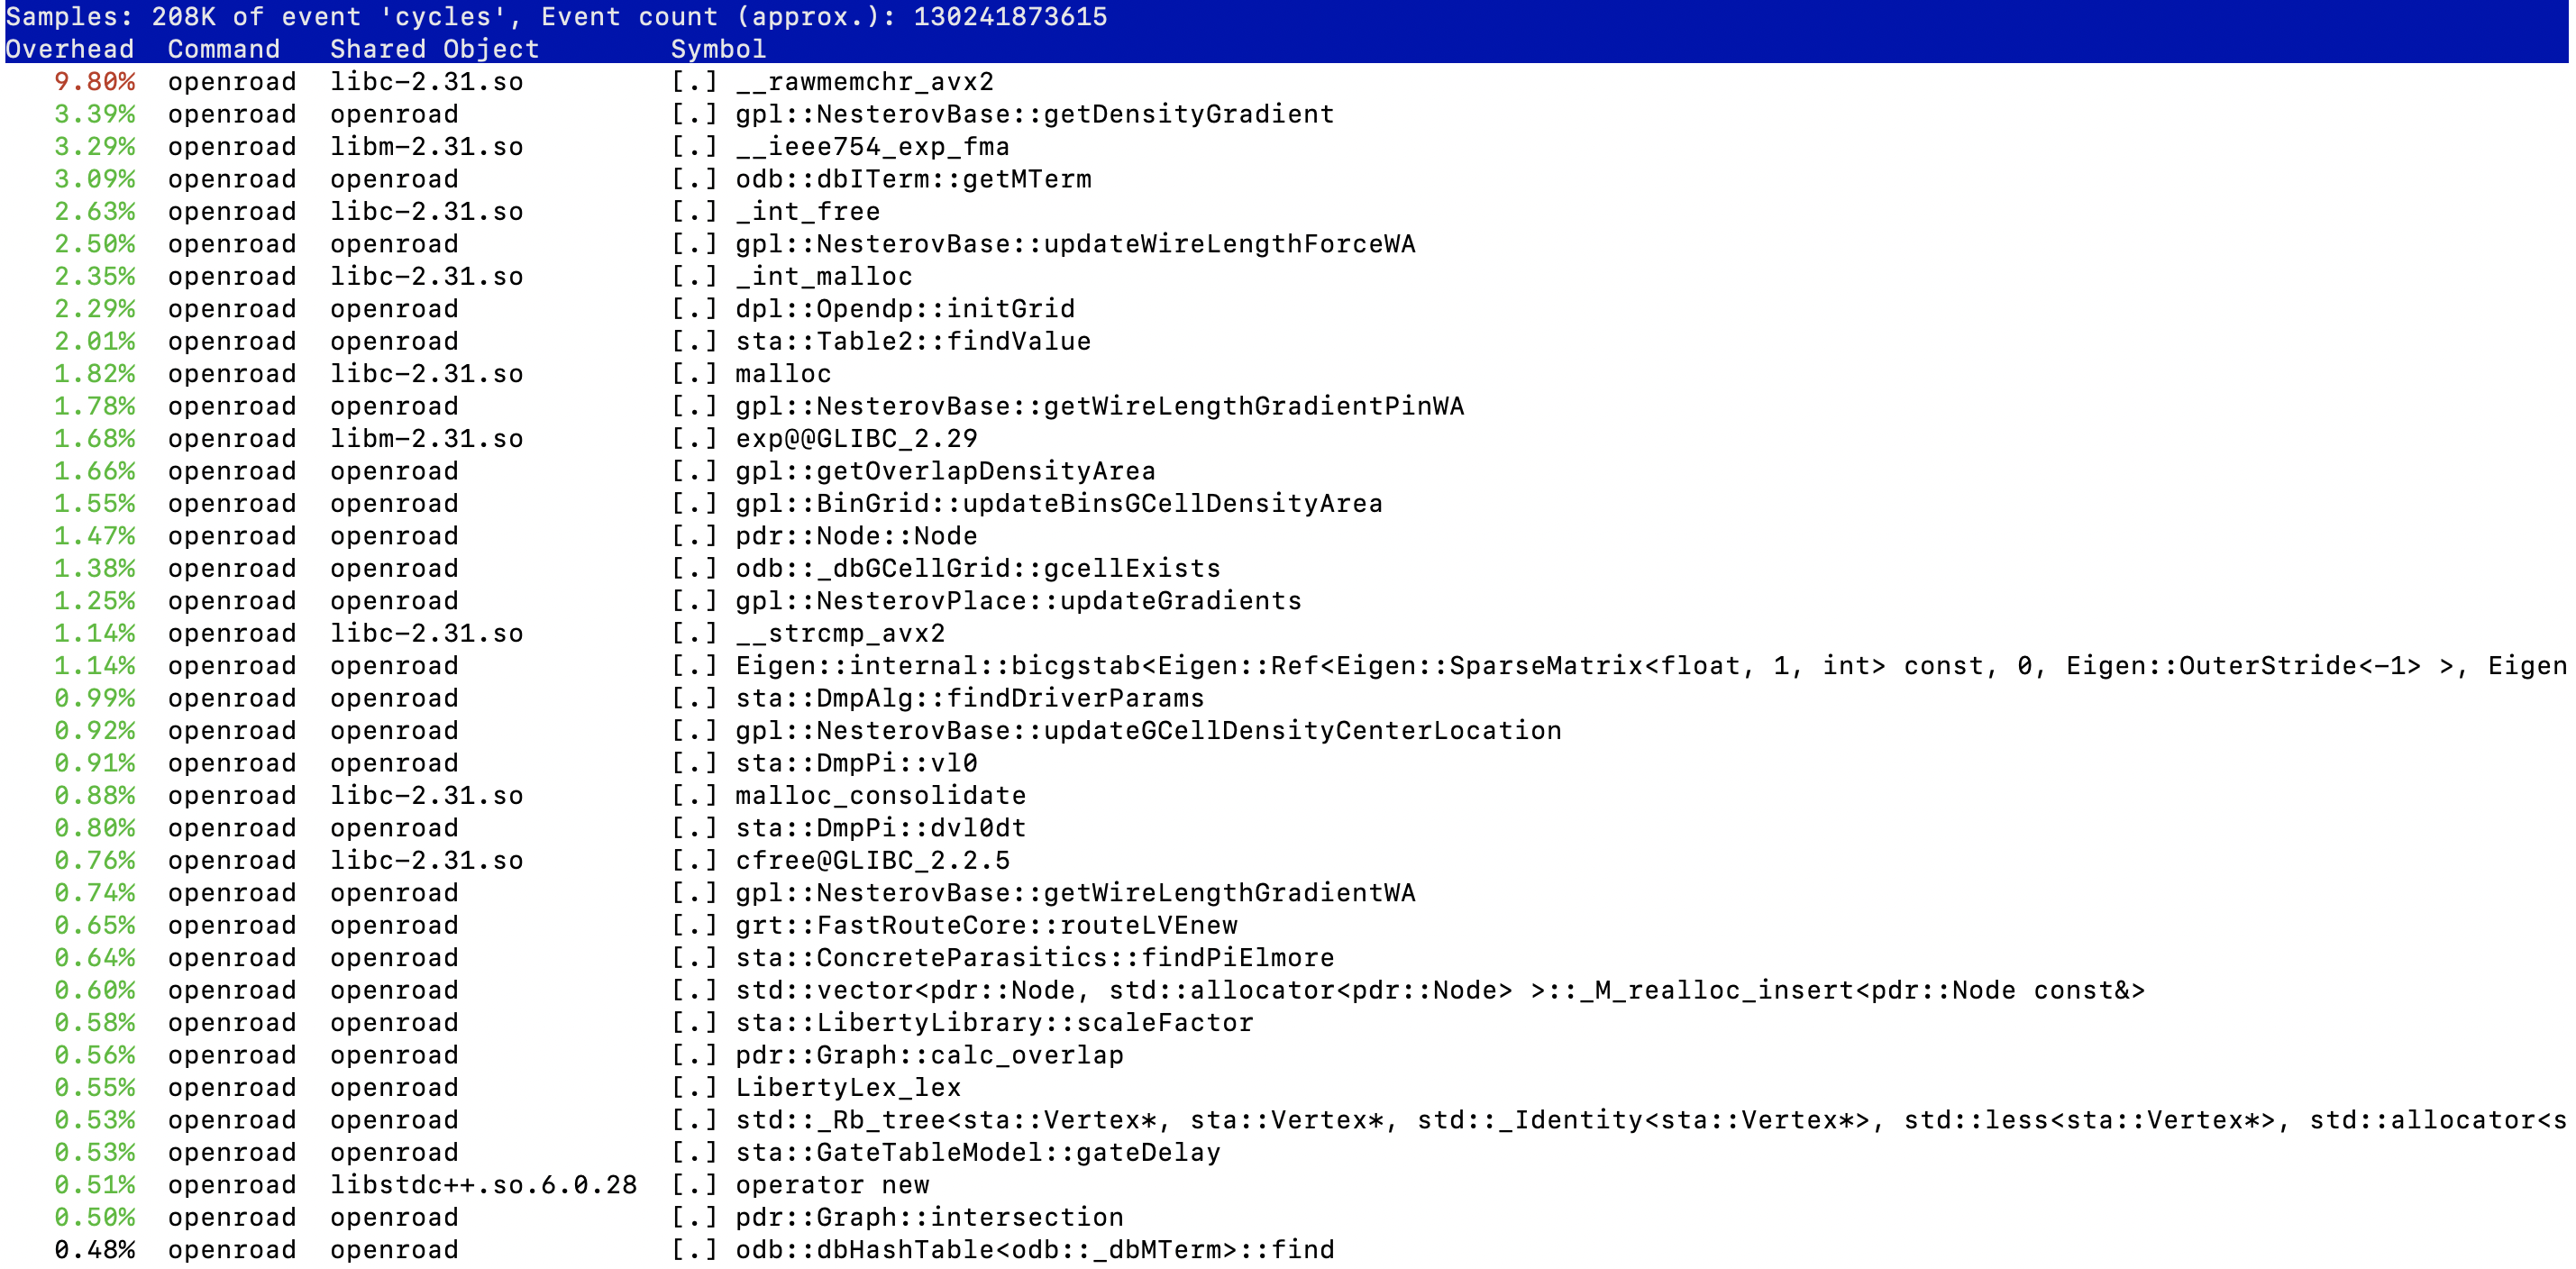 Samples: 208K of event 'cycles', Event count (approx.): 130241873615
Overhead  Command   Shared Object        Symbol
   9.80%  openroad  libc-2.31.so         [.] __rawmemchr_avx2
   3.39%  openroad  openroad             [.] gpl::NesterovBase::getDensityGradient
   3.29%  openroad  libm-2.31.so         [.] __ieee754_exp_fma
   3.09%  openroad  openroad             [.] odb::dbITerm::getMTerm
   2.63%  openroad  libc-2.31.so         [.] _int_free
   2.50%  openroad  openroad             [.] gpl::NesterovBase::updateWireLengthForceWA
   2.35%  openroad  libc-2.31.so         [.] _int_malloc
   2.29%  openroad  openroad             [.] dpl::Opendp::initGrid
   2.01%  openroad  openroad             [.] sta::Table2::findValue
   1.82%  openroad  libc-2.31.so         [.] malloc
   1.78%  openroad  openroad             [.] gpl::NesterovBase::getWireLengthGradientPinWA
   1.68%  openroad  libm-2.31.so         [.] exp@@GLIBC_2.29
   1.66%  openroad  openroad             [.] gpl::getOverlapDensityArea
   1.55%  openroad  openroad             [.] gpl::BinGrid::updateBinsGCellDensityArea
   1.47%  openroad  openroad             [.] pdr::Node::Node
   1.38%  openroad  openroad             [.] odb::_dbGCellGrid::gcellExists
   1.25%  openroad  openroad             [.] gpl::NesterovPlace::updateGradients
   1.14%  openroad  libc-2.31.so         [.] __strcmp_avx2
   1.14%  openroad  openroad             [.] Eigen::internal::bicgstab<Eigen::Ref<Eigen::SparseMatrix<float, 1, int> const, 0, Eigen::OuterStride<-1> >, Eigen
   0.99%  openroad  openroad             [.] sta::DmpAlg::findDriverParams
   0.92%  openroad  openroad             [.] gpl::NesterovBase::updateGCellDensityCenterLocation
   0.91%  openroad  openroad             [.] sta::DmpPi::vl0
   0.88%  openroad  libc-2.31.so         [.] malloc_consolidate
   0.80%  openroad  openroad             [.] sta::DmpPi::dvl0dt
   0.76%  openroad  libc-2.31.so         [.] cfree@GLIBC_2.2.5
   0.74%  openroad  openroad             [.] gpl::NesterovBase::getWireLengthGradientWA
   0.65%  openroad  openroad             [.] grt::FastRouteCore::routeLVEnew
   0.64%  openroad  openroad             [.] sta::ConcreteParasitics::findPiElmore
   0.60%  openroad  openroad             [.] std::vector<pdr::Node, std::allocator<pdr::Node> >::_M_realloc_insert<pdr::Node const&>
   0.58%  openroad  openroad             [.] sta::LibertyLibrary::scaleFactor
   0.56%  openroad  openroad             [.] pdr::Graph::calc_overlap
   0.55%  openroad  openroad             [.] LibertyLex_lex
   0.53%  openroad  openroad             [.] std::_Rb_tree<sta::Vertex*, sta::Vertex*, std::_Identity<sta::Vertex*>, std::less<sta::Vertex*>, std::allocator<s
   0.53%  openroad  openroad             [.] sta::GateTableModel::gateDelay
   0.51%  openroad  libstdc++.so.6.0.28  [.] operator new
   0.50%  openroad  openroad             [.] pdr::Graph::intersection
   0.48%  openroad  openroad             [.] odb::dbHashTable<odb::_dbMTerm>::find